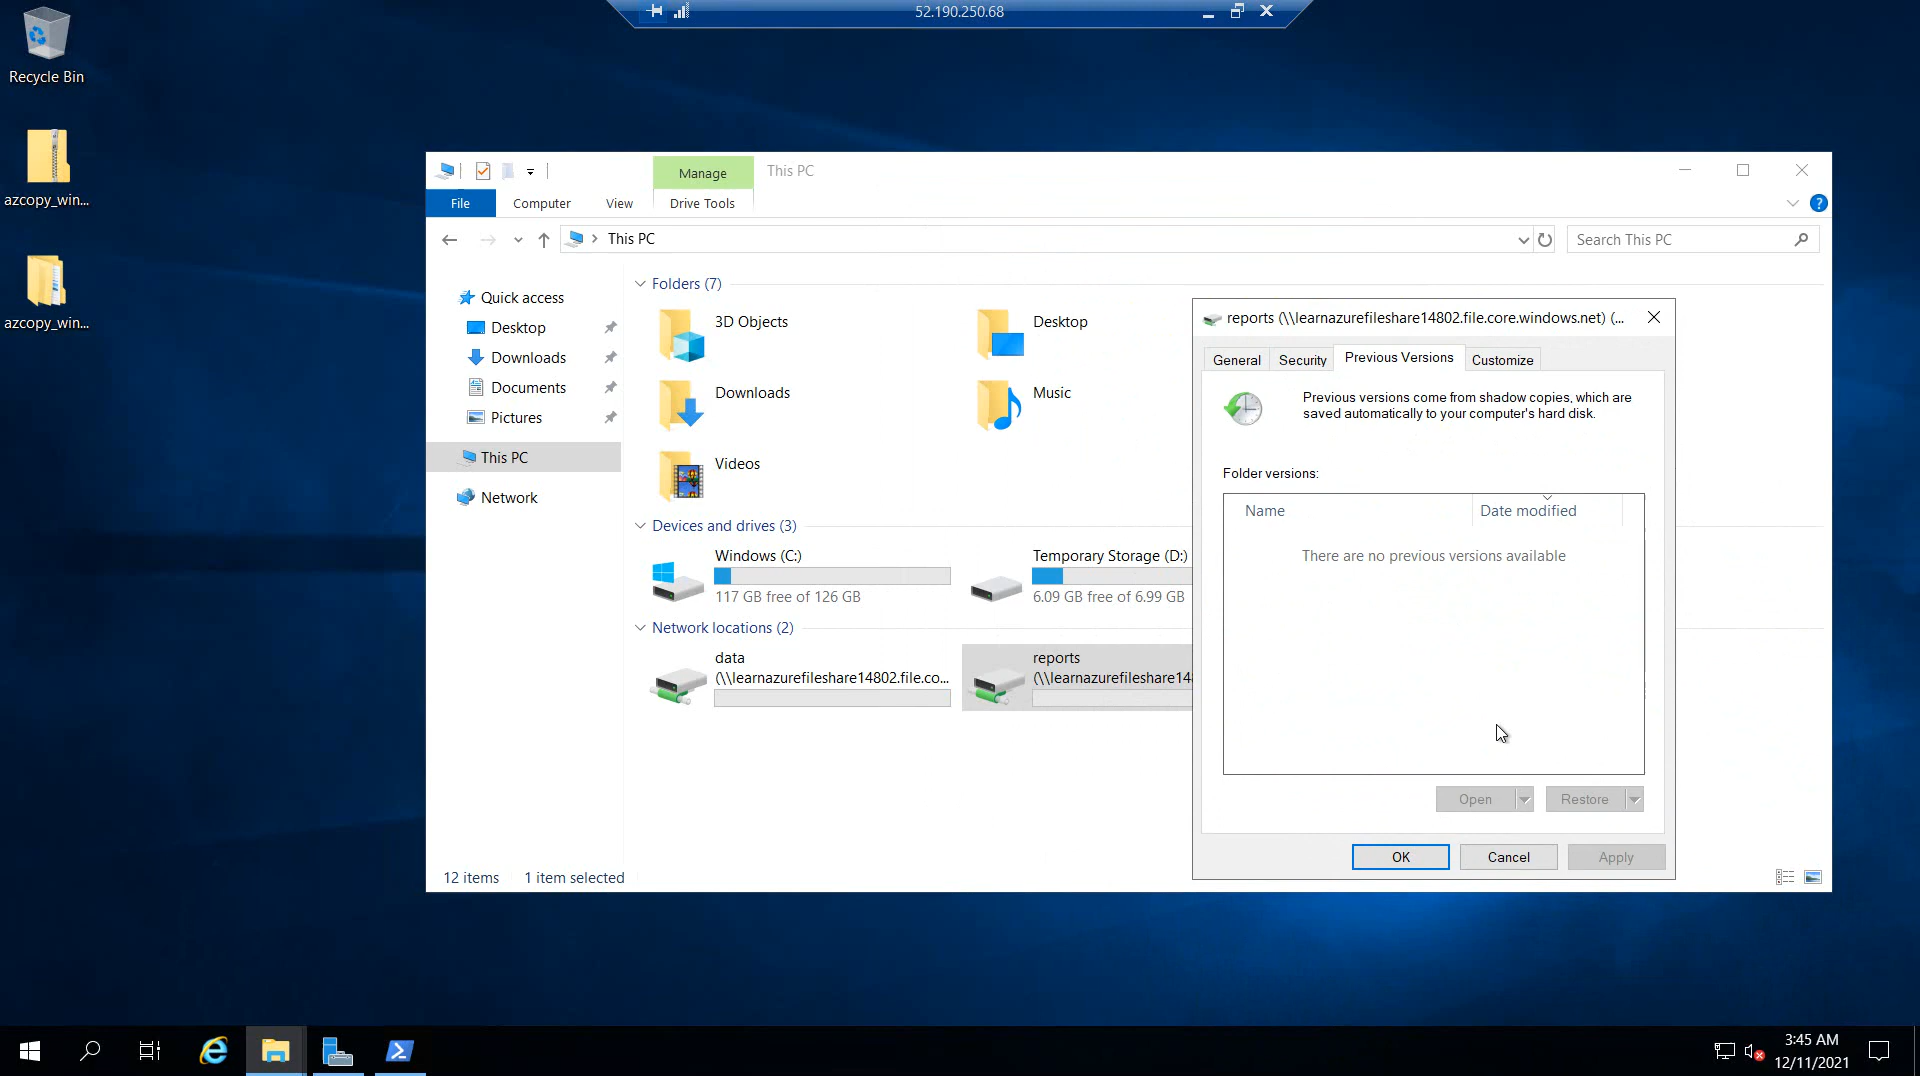 52.190.250.68
Recycle Bin
azcopy_win...
azcopy_win...
Manage
This PC
File
Computer
View
Drive Tools
This PC
Search This PC
Quick access
Desktop
Downloads
Documents
Pictures
This PC
Network
Folders (7)
3D Objects
Desktop
Downloads
Music
Videos
Devices and drives (3)
Windows (C:)
117 GB free of 126 GB
Temporary Storage (D:)
6.09 GB free of 6.99 GB
Network locations (2)
data
(\\learnazurefileshare14802.file.co...
reports
(\\learnazurefileshare14
12 items
1 item selected
reports (\\learnazurefileshare14802.file.core.windows.net) (...
General
Security
Previous Versions
Customize
Previous versions come from shadow copies, which are
saved automatically to your computer's hard disk.
Folder versions:
Name
Date modified
There are no previous versions available
Open
Restore
OK
Cancel
Apply
3:45 AM
12/11/2021